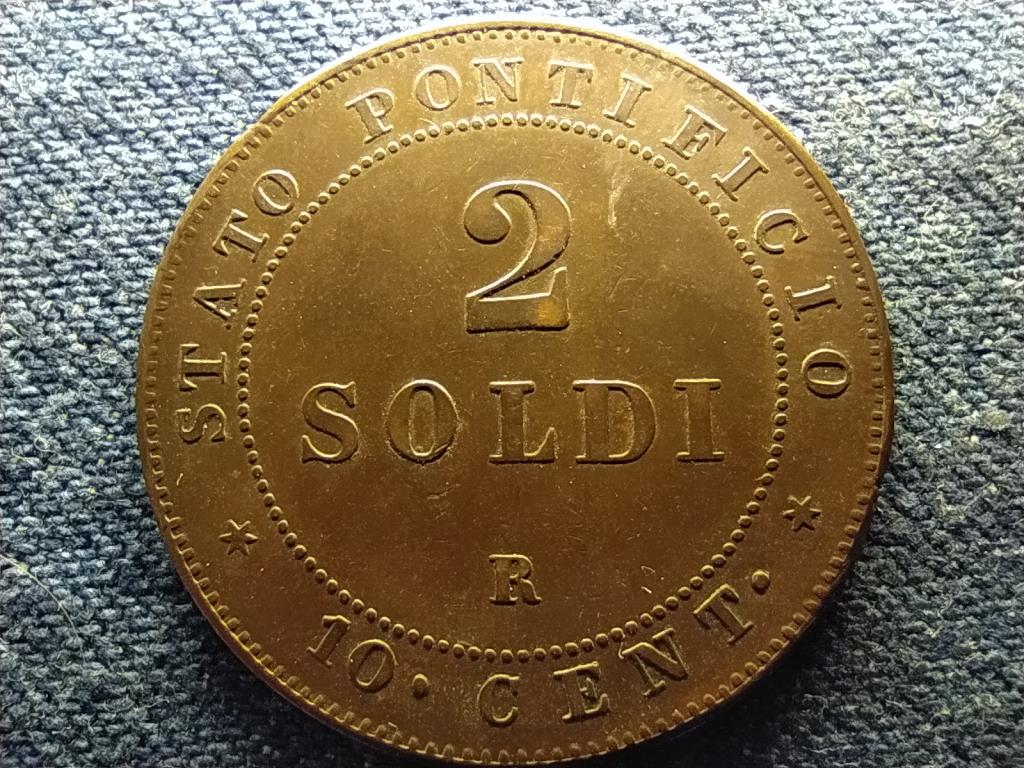 STATO PONTIFICIO
2
SOLDI
R
10 · CENT ·